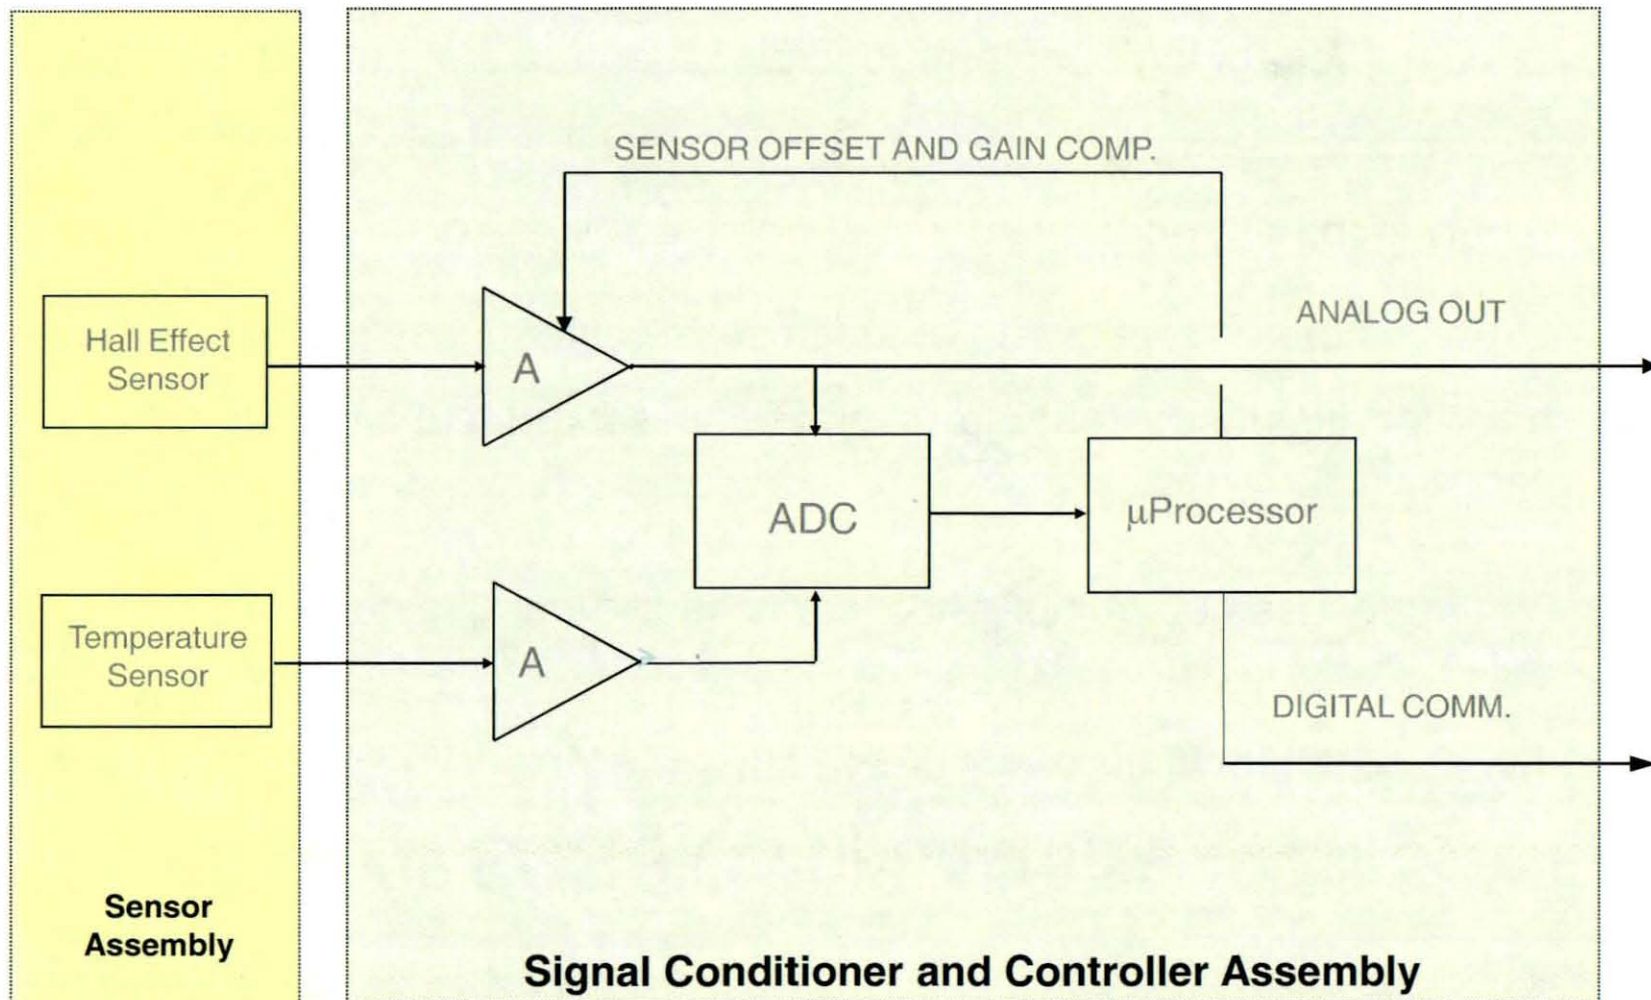 SENSOR OFFSET AND GAIN COMP.
ANALOG OUT
Hall Effect
Sensor
A
ADC
µProcessor
Temperature
Sensor
A
DIGITAL COMM.
Sensor
Assembly
Signal Conditioner and Controller Assembly